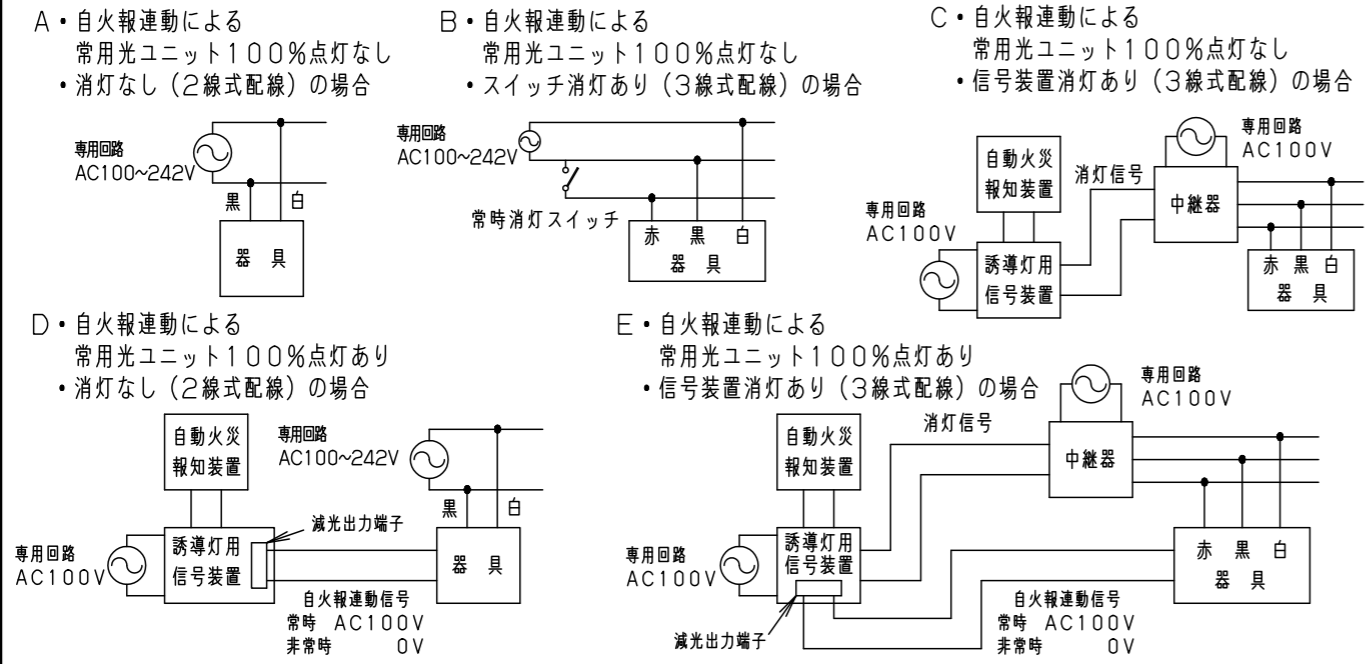 A・自火報連動による
常用光ユニット100%点灯なし
・消灯なし（2線式配線）の場合
専用回路
AC100~242V
黒 白
器 具
B・自火報連動による
常用光ユニット100%点灯なし
・スイッチ消灯あり（3線式配線）の場合
専用回路
AC100~242V
常時消灯スイッチ
赤 黒 白
器 具
C・自火報連動による
常用光ユニット100%点灯なし
・信号装置消灯あり（3線式配線）の場合
専用回路
AC100V
自動火災
報知装置
消灯信号
中継器
専用回路
AC100V
誘導灯用
信号装置
赤 黒 白
器 具
D・自火報連動による
常用光ユニット100%点灯あり
・消灯なし（2線式配線）の場合
自動火災
報知装置
専用回路
AC100~242V
黒 白
減光出力端子
専用回路
AC100V
誘導灯用
信号装置
器 具
自火報連動信号
常時 AC100V
非常時 0V
E・自火報連動による
常用光ユニット100%点灯あり
・信号装置消灯あり（3線式配線）の場合
専用回路
AC100V
消灯信号
自動火災
報知装置
中継器
専用回路
AC100V
誘導灯用
信号装置
赤 黒 白
器 具
減光出力端子
自火報連動信号
常時 AC100V
非常時 0V